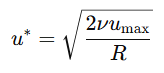 u* = √(2νu_max / R)